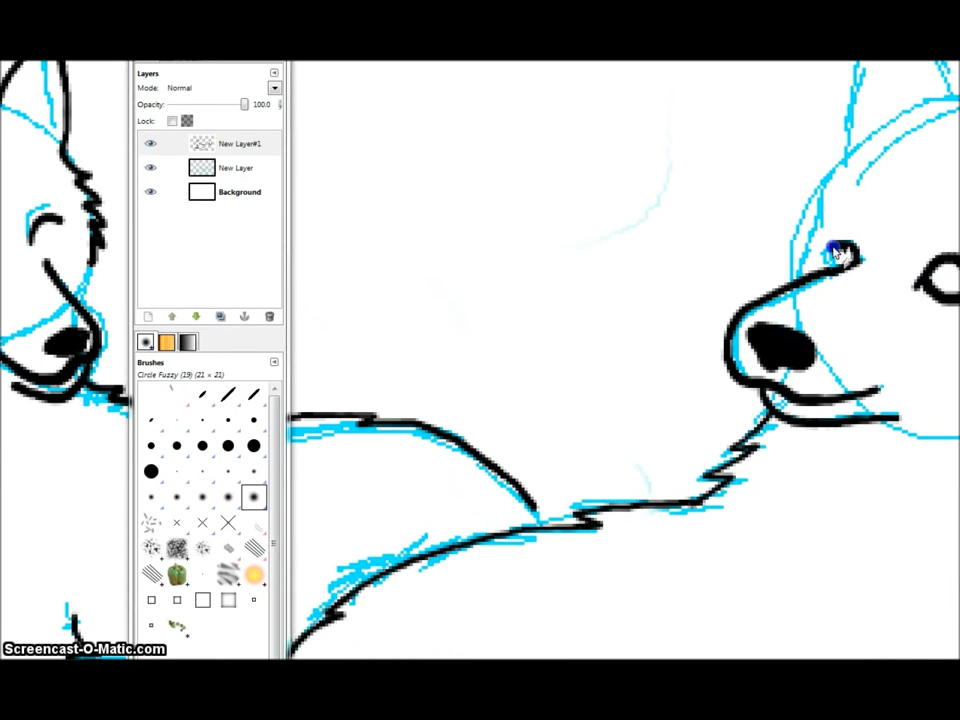 Layers
Mode: Normal
Opacity: 100.0
Lock:
New Layer#1
New Layer
Background
Brushes
Circle Fuzzy (19) (21 × 21)
Screencast-O-Matic.com